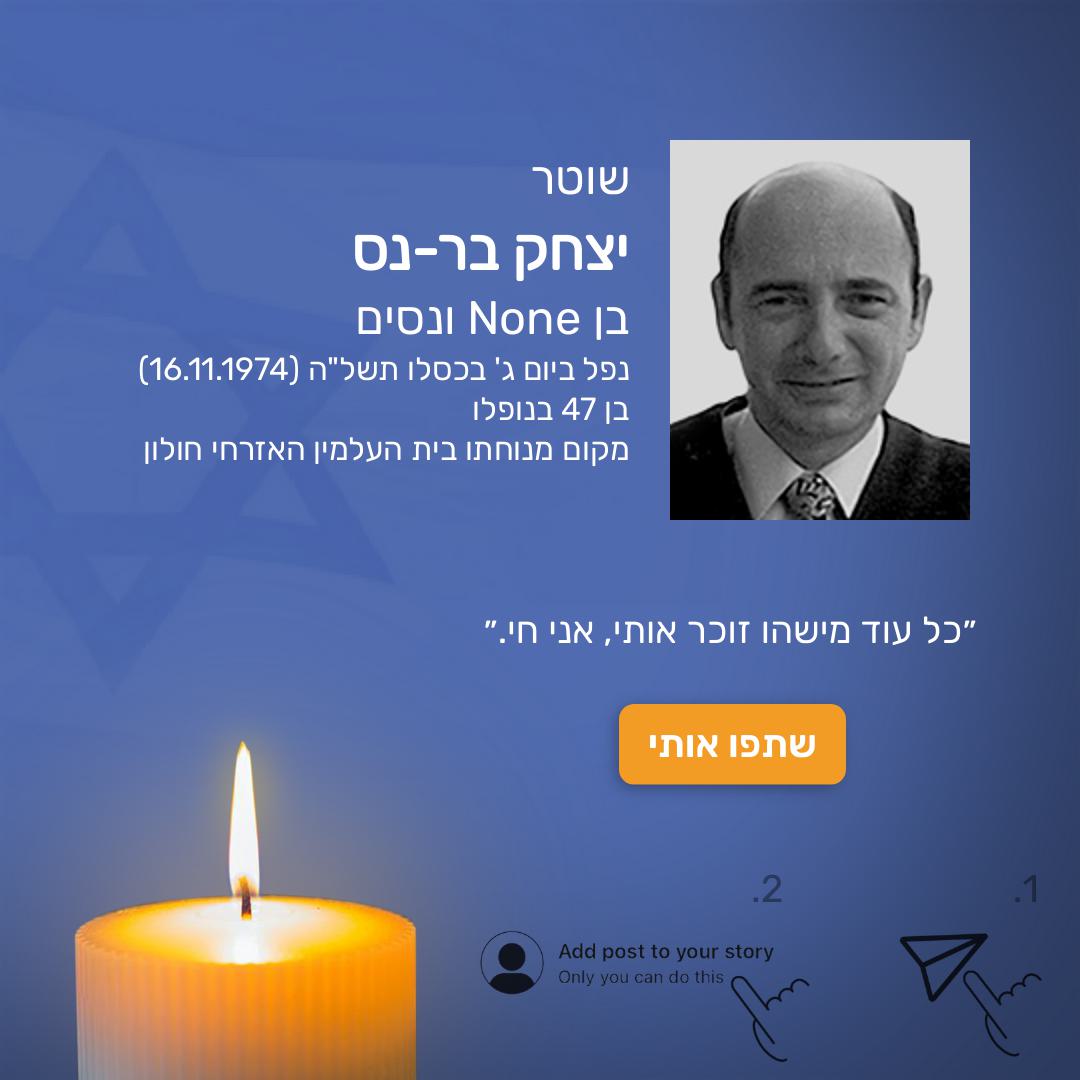 שוטר
יצחק בר-נס
בן None ונסים
נפל ביום ג' בכסלו תשל"ה (16.11.1974)
בן 47 בנופלו
מקום מנוחתו בית העלמין האזרחי חולון
״כל עוד מישהו זוכר אותי, אני חי.״
שתפו אותי
1.
2.
Add post to your story
Only you can do this